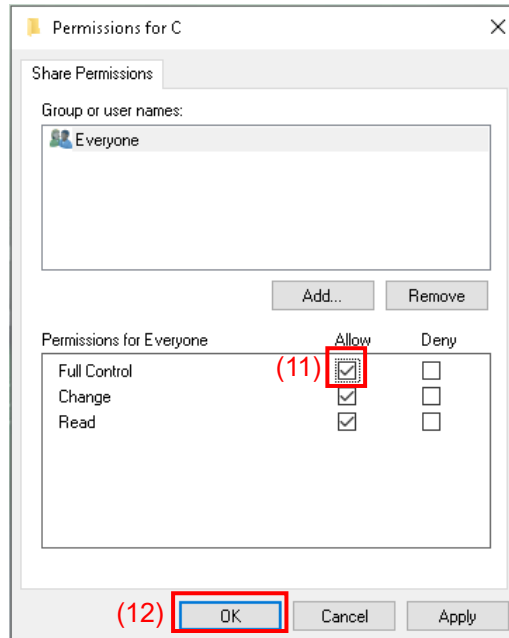 Permissions for C
Share Permissions
Group or user names:
Everyone
Add... Remove
Permissions for Everyone Allow Deny
Full Control (11)
Change
Read
(12) OK Cancel Apply